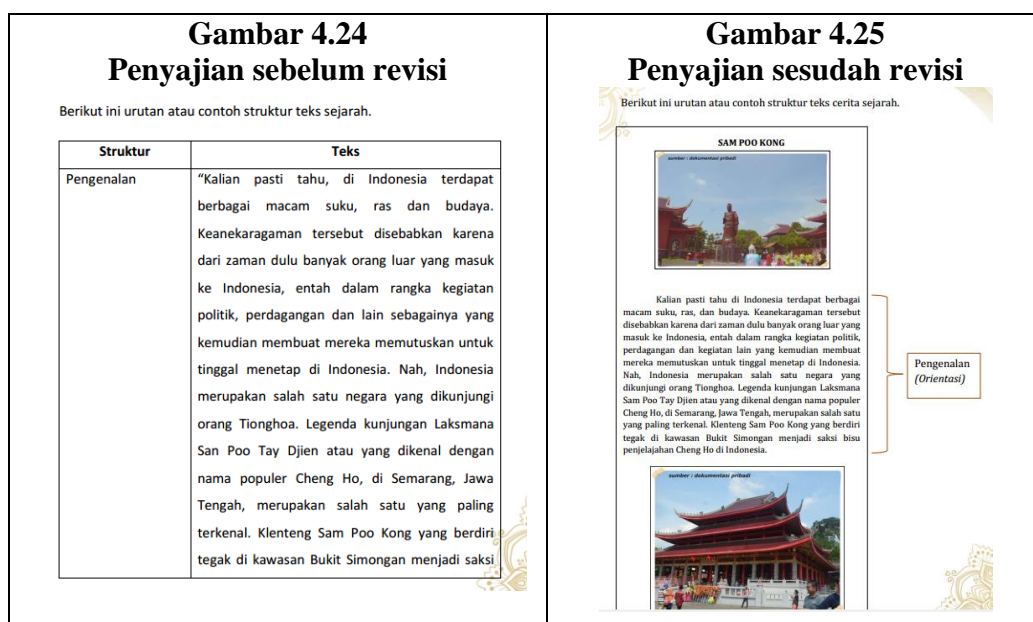 Gambar 4.24
Penyajian sebelum revisi
Berikut ini urutan atau contoh struktur teks sejarah.
Struktur
Teks
Pengenalan
“Kalian pasti tahu, di Indonesia terdapat
berbagai macam suku, ras dan budaya.
Keanekaragaman tersebut disebabkan karena
dari zaman dulu banyak orang luar yang masuk
ke Indonesia, entah dalam rangka kegiatan
politik, perdagangan dan lain sebagainya yang
kemudian membuat mereka memutuskan untuk
tinggal menetap di Indonesia. Nah, Indonesia
merupakan salah satu negara yang dikunjungi
orang Tionghoa. Legenda kunjungan Laksmana
San Poo Tay Djien atau yang dikenal dengan
nama populer Cheng Ho, di Semarang, Jawa
Tengah, merupakan salah satu yang paling
terkenal. Klenteng Sam Poo Kong yang berdiri
tegak di kawasan Bukit Simongan menjadi saksi
Gambar 4.25
Penyajian sesudah revisi
Berikut ini urutan atau contoh struktur teks cerita sejarah.
SAM POO KONG
sumber : dokumentasi pribadi
Kalian pasti tahu di Indonesia terdapat berbagai
macam suku, ras, dan budaya. Keanekaragaman tersebut
disebabkan karena dari zaman dulu banyak orang luar yang
masuk ke Indonesia, entah dalam rangka kegiatan politik,
perdagangan dan kegiatan lain yang kemudian membuat
mereka memutuskan untuk tinggal menetap di Indonesia.
Nah, Indonesia merupakan salah satu negara yang
dikunjungi orang Tionghoa. Legenda kunjungan Laksmana
Sam Poo Tay Djien atau yang dikenal dengan nama populer
Cheng Ho, di Semarang, Jawa Tengah, merupakan salah satu
yang paling terkenal. Klenteng Sam Poo Kong yang berdiri
tegak di kawasan Bukit Simongan menjadi saksi bisu
penjelajahan Cheng Ho di Indonesia.
Pengenalan
(Orientasi)
sumber : dokumentasi pribadi